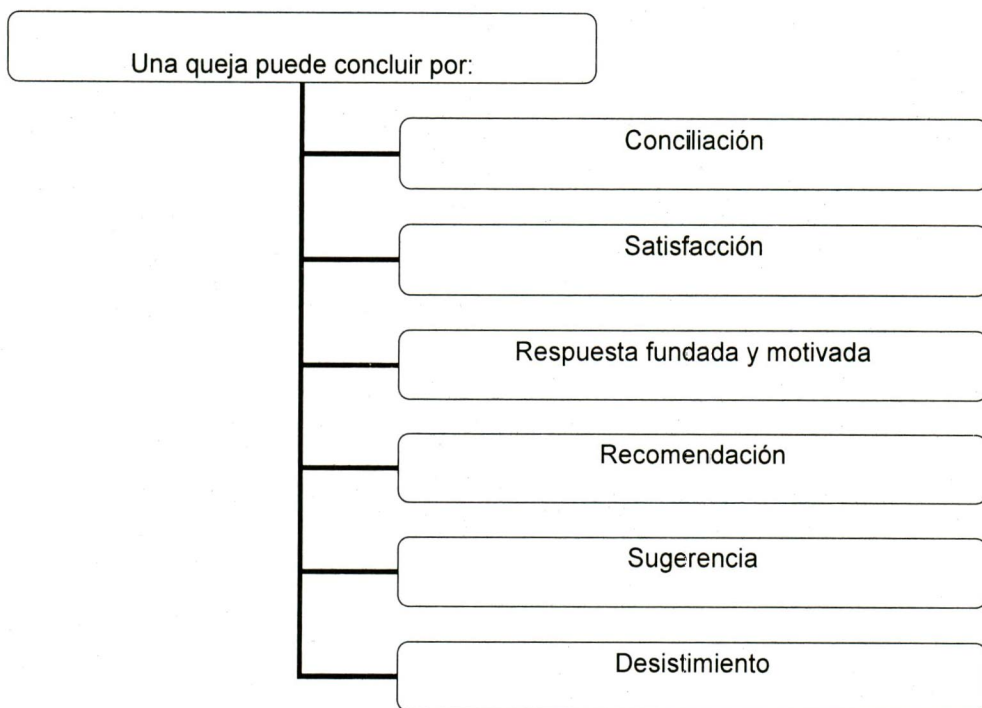 Una queja puede concluir por:
Conciliación
Satisfacción
Respuesta fundada y motivada
Recomendación
Sugerencia
Desistimiento